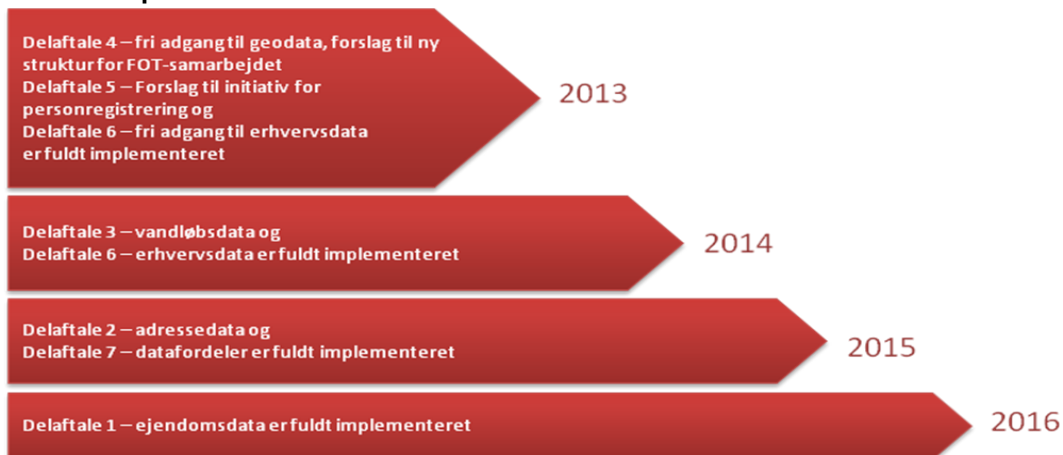 Delaftale 4 – fri adgang til geodata, forslag til ny
struktur for FOT-samarbejdet
Delaftale 5 – Forslag til initiativ for
personregistrering og
Delaftale 6 – fri adgang til erhvervsdata
er fuldt implementeret
2013
Delaftale 3 – vandløbsdata og
Delaftale 6 – erhvervsdata er fuldt implementeret
2014
Delaftale 2 – adressedata og
Delaftale 7 – datafordeler er fuldt implementeret
2015
Delaftale 1 – ejendomsdata er fuldt implementeret
2016